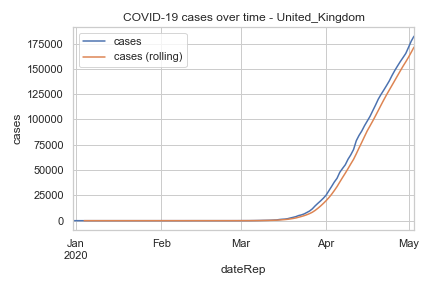 COVID-19 cases over time - United_Kingdom
cases
cases (rolling)
175000
150000
125000
100000
75000
50000
25000
0
cases
Jan Feb Mar Apr May
2020
dateRep